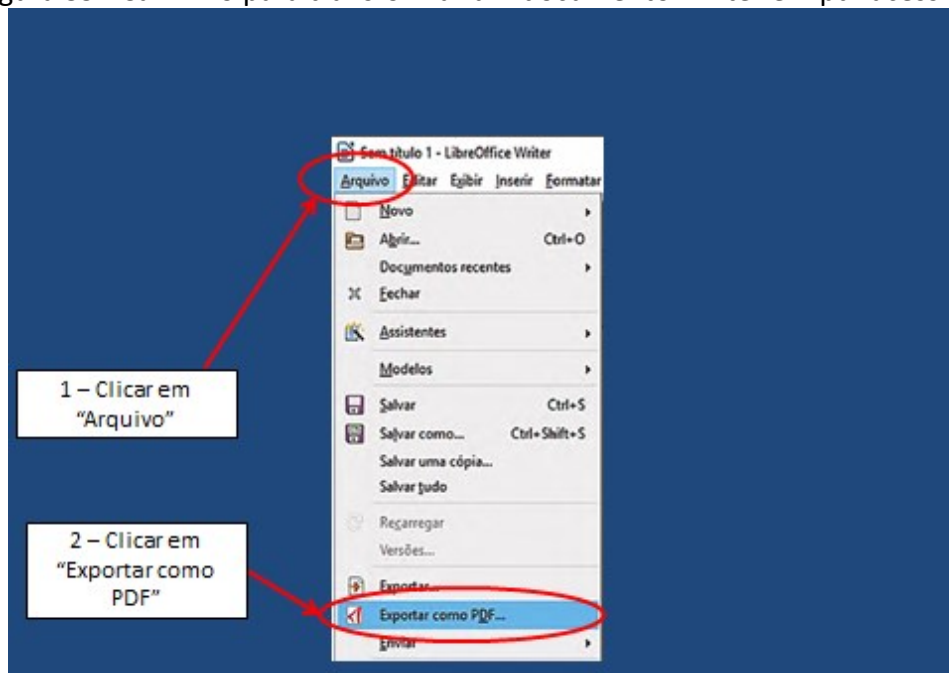 Sem título 1 - LibreOffice Writer
Arquivo Editar Exibir Inserir Formatar
Novo
Abrir... Ctrl+O
Documentos recentes
Fechar
Assistentes
Modelos
1 – Clicar em
“Arquivo”
Salvar Ctrl+S
Salvar como... Ctrl+Shift+S
Salvar uma cópia...
Salvar tudo
Recarregar
Versões...
2 – Clicar em
“Exportar como
PDF”
Exportar...
Exportar como PDF...
Enviar